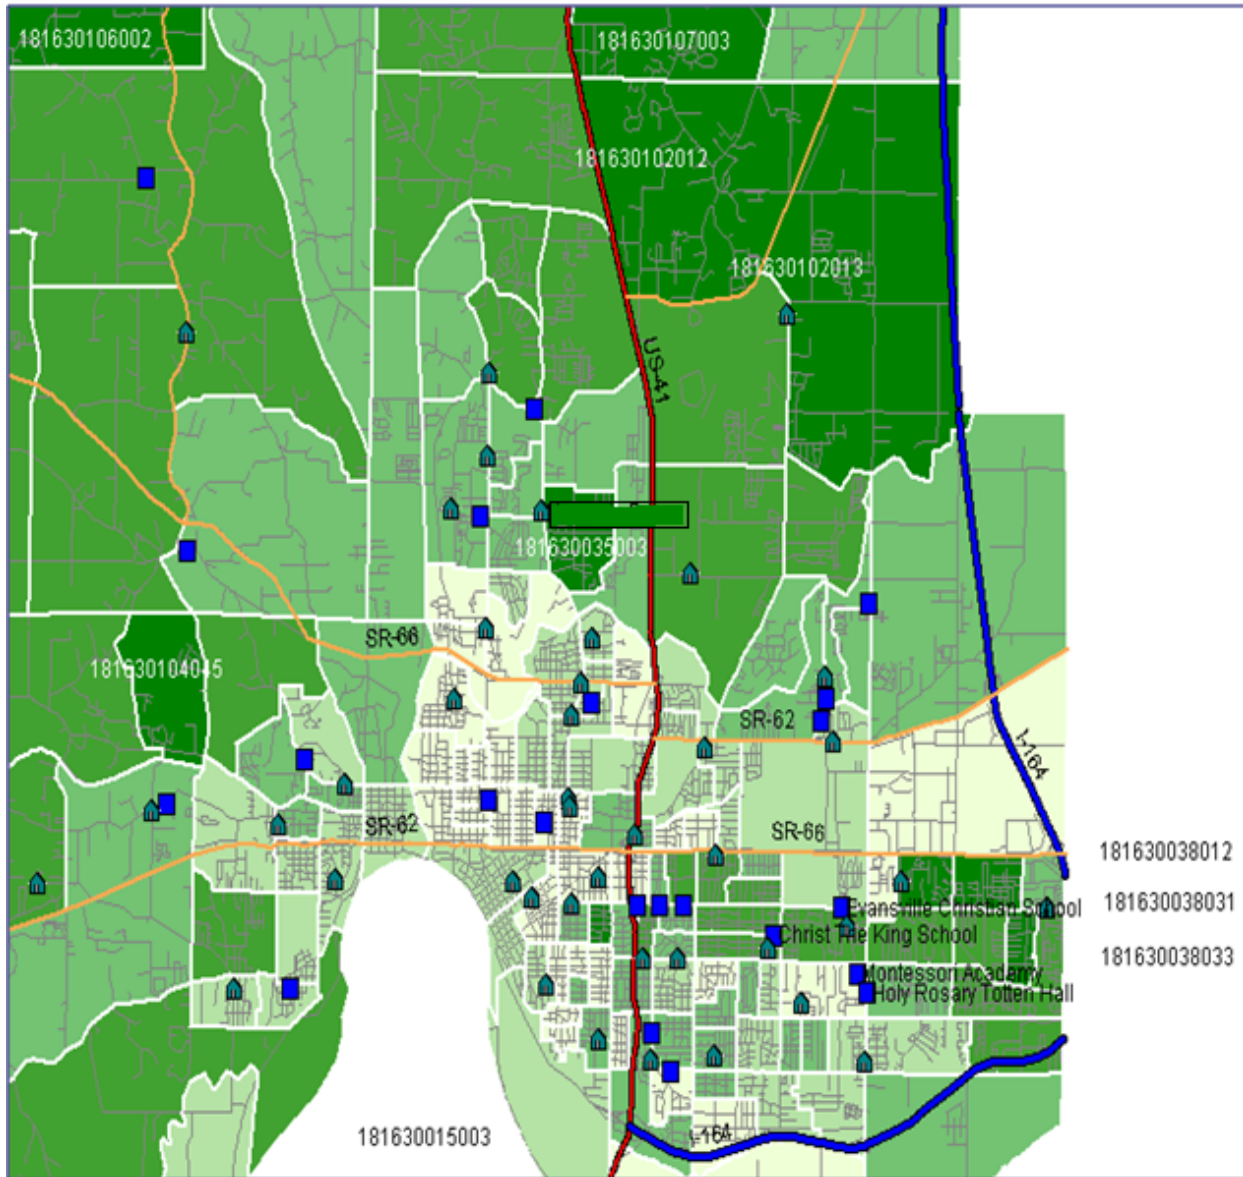 181630106002
181630107003
181630102012
181630102013
US-41
181630035003
SR-66
181630104045
SR-62
I-164
SR-62
SR-66
181630038012
Evansville Christian School
181630038031
Christ The King School
181630038033
Montesson Academy
Holy Rosary Totten Hall
181630015003
I-164